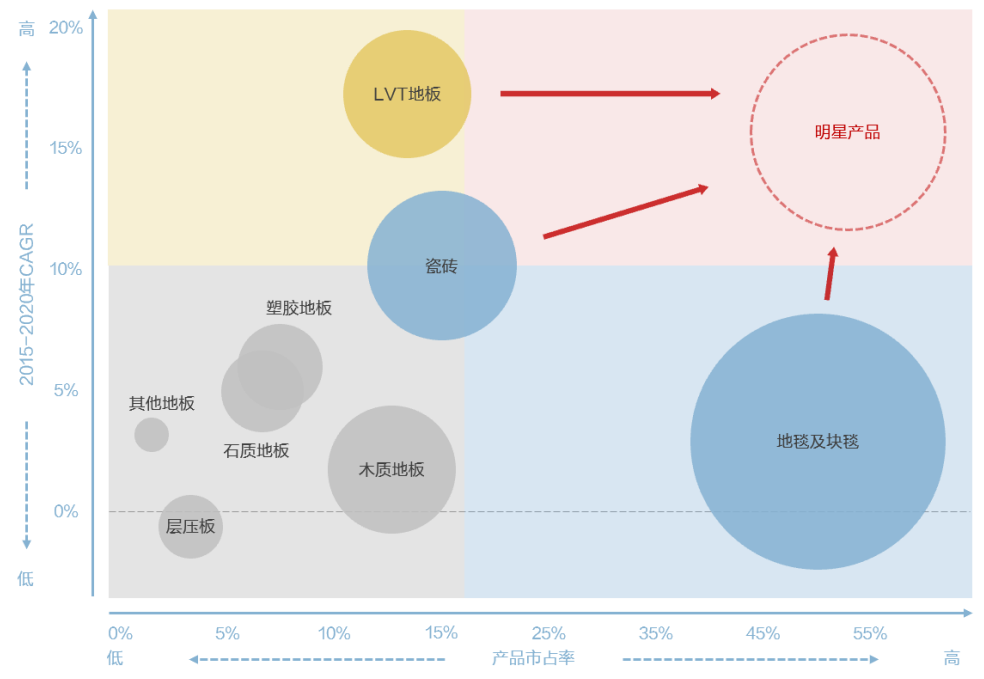 高
20%
LVT地板
明星产品
15%
2015-2020年CAGR
10%
瓷砖
塑胶地板
5%
其他地板
石质地板
木质地板
地毯及块毯
0%
层压板
低
0% 5% 10% 15% 25% 35% 45% 55%
低 产品市占率 高